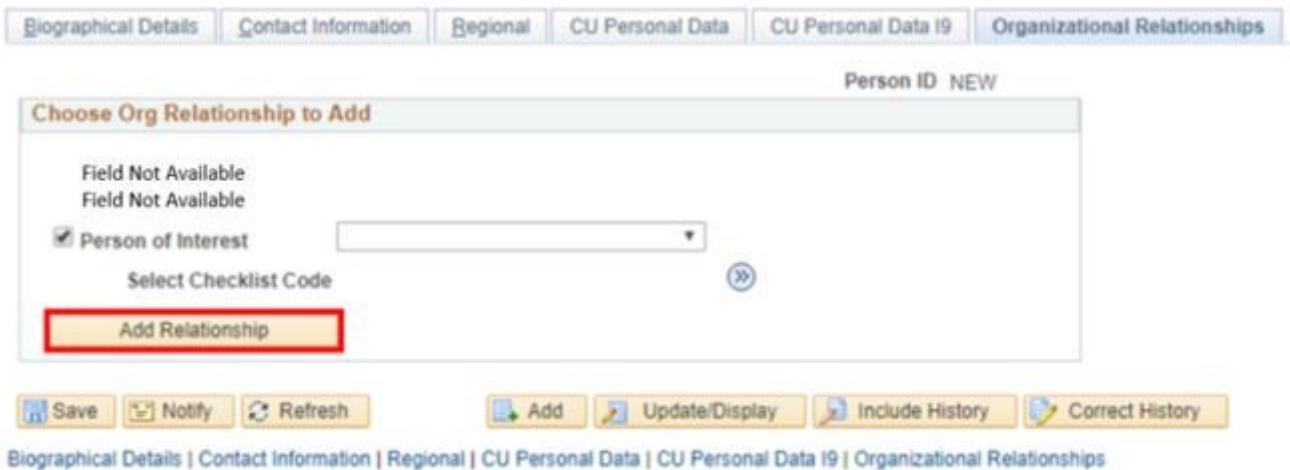 Biographical Details Contact Information Regional CU Personal Data CU Personal Data I9 Organizational Relationships
Person ID NEW
Choose Org Relationship to Add
Field Not Available
Field Not Available
Person of Interest
Select Checklist Code
Add Relationship
Save Notify Refresh Add Update/Display Include History Correct History
Biographical Details | Contact Information | Regional | CU Personal Data | CU Personal Data I9 | Organizational Relationships